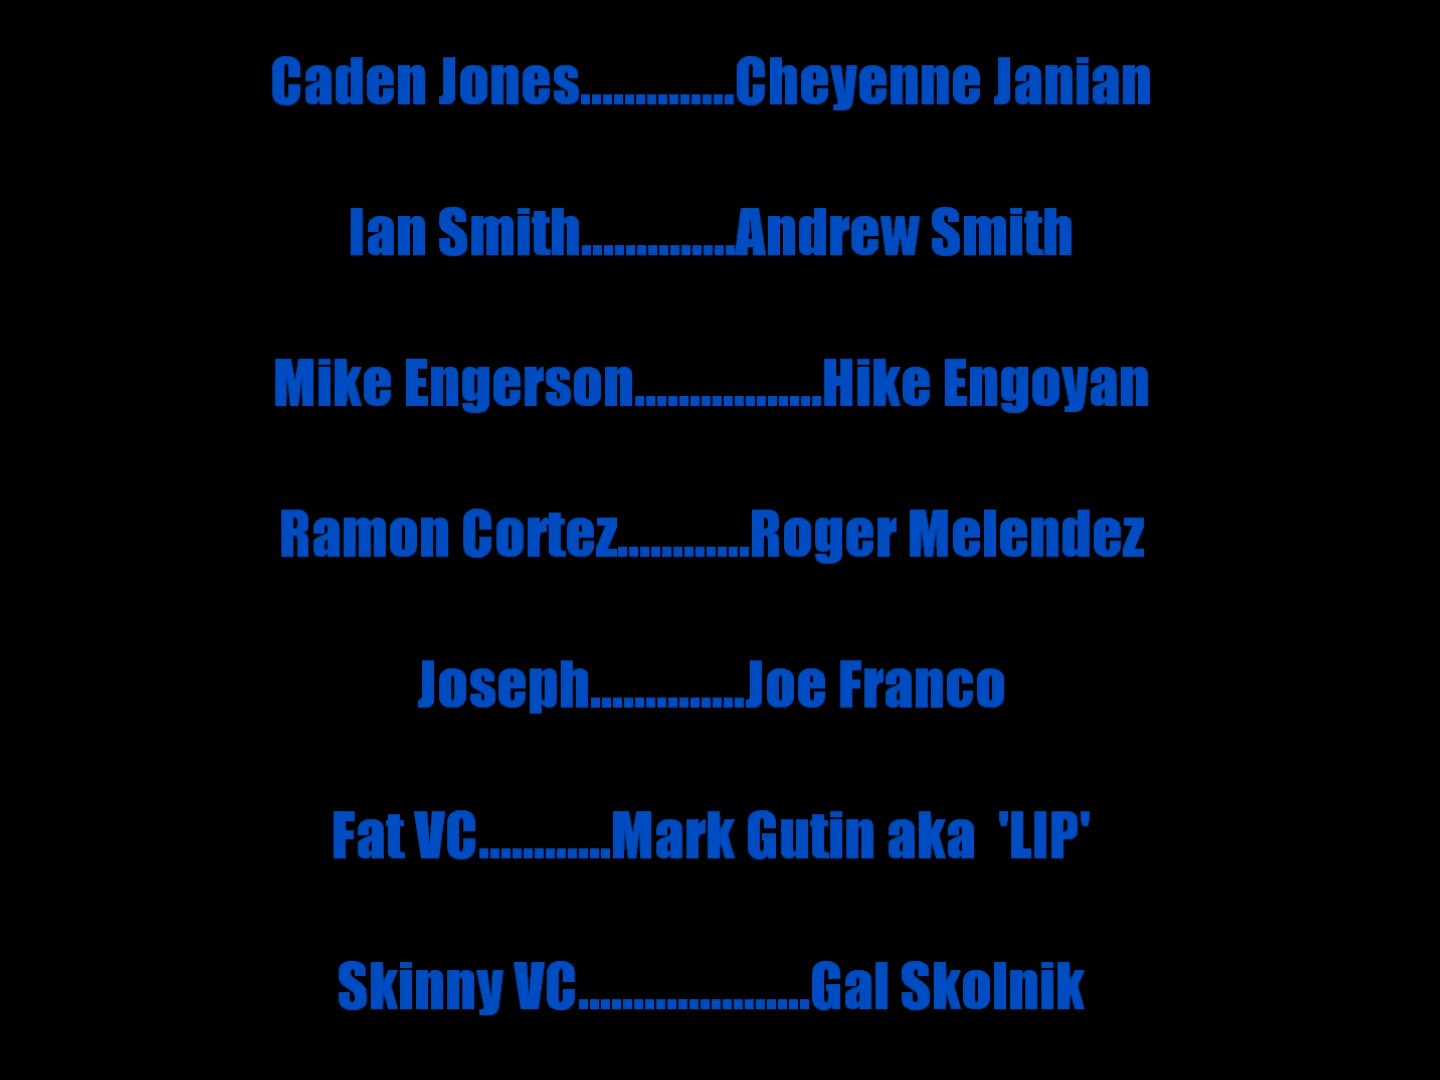 Caden Jones..............Cheyenne Janian
Ian Smith..............Andrew Smith
Mike Engerson.................Hike Engoyan
Ramon Cortez............Roger Melendez
Joseph..............Joe Franco
Fat VC............Mark Gutin aka  'LIP'
Skinny VC.....................Gal Skolnik